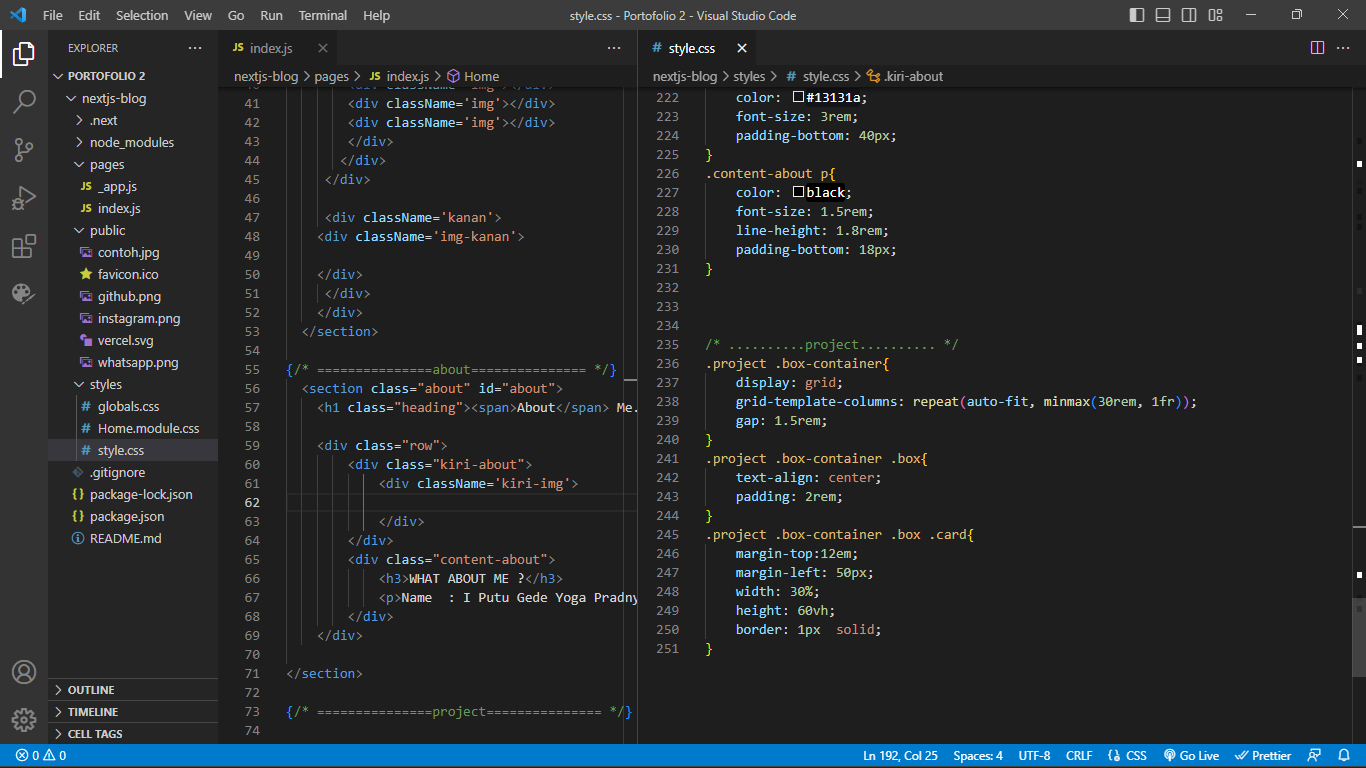 File Edit Selection View Go Run Terminal Help
style.css - Portofolio 2 - Visual Studio Code
EXPLORER
PORTOFOLIO 2
nextjs-blog
.next
node_modules
pages
JS _app.js
JS index.js
public
contoh.jpg
favicon.ico
github.png
instagram.png
vercel.svg
whatsapp.png
styles
# globals.css
# Home.module.css
# style.css
.gitignore
{} package-lock.json
{} package.json
README.md
OUTLINE
TIMELINE
CELL TAGS
JS index.js
nextjs-blog > pages > JS index.js > Home
41 <div className='img'></div>
42 <div className='img'></div>
43 </div>
44 </div>
45 </div>
46
47 <div className='kanan'>
48 <div className='img-kanan'>
49
50 </div>
51 </div>
52 </div>
53 </section>
54
55 {/* ===============about=============== */}
56 <section class="about" id="about">
57 <h1 class="heading"><span>About</span> Me.
58
59 <div class="row">
60 <div class="kiri-about">
61 <div className='kiri-img'>
62
63 </div>
64 </div>
65 <div class="content-about">
66 <h3>WHAT ABOUT ME ?</h3>
67 <p>Name  : I Putu Gede Yoga Pradny
68 </div>
69 </div>
70
71 </section>
72
73 {/* ===============project=============== */}
74
# style.css
nextjs-blog > styles > # style.css > .kiri-about
222 color: #13131a;
223 font-size: 3rem;
224 padding-bottom: 40px;
225 }
226 .content-about p{
227 color: black;
228 font-size: 1.5rem;
229 line-height: 1.8rem;
230 padding-bottom: 18px;
231 }
232
233
234
235 /* ..........project.......... */
236 .project .box-container{
237 display: grid;
238 grid-template-columns: repeat(auto-fit, minmax(30rem, 1fr));
239 gap: 1.5rem;
240 }
241 .project .box-container .box{
242 text-align: center;
243 padding: 2rem;
244 }
245 .project .box-container .box .card{
246 margin-top:12em;
247 margin-left: 50px;
248 width: 30%;
249 height: 60vh;
250 border: 1px  solid;
251 }
0 0 Ln 192, Col 25 Spaces: 4 UTF-8 CRLF {} CSS Go Live Prettier